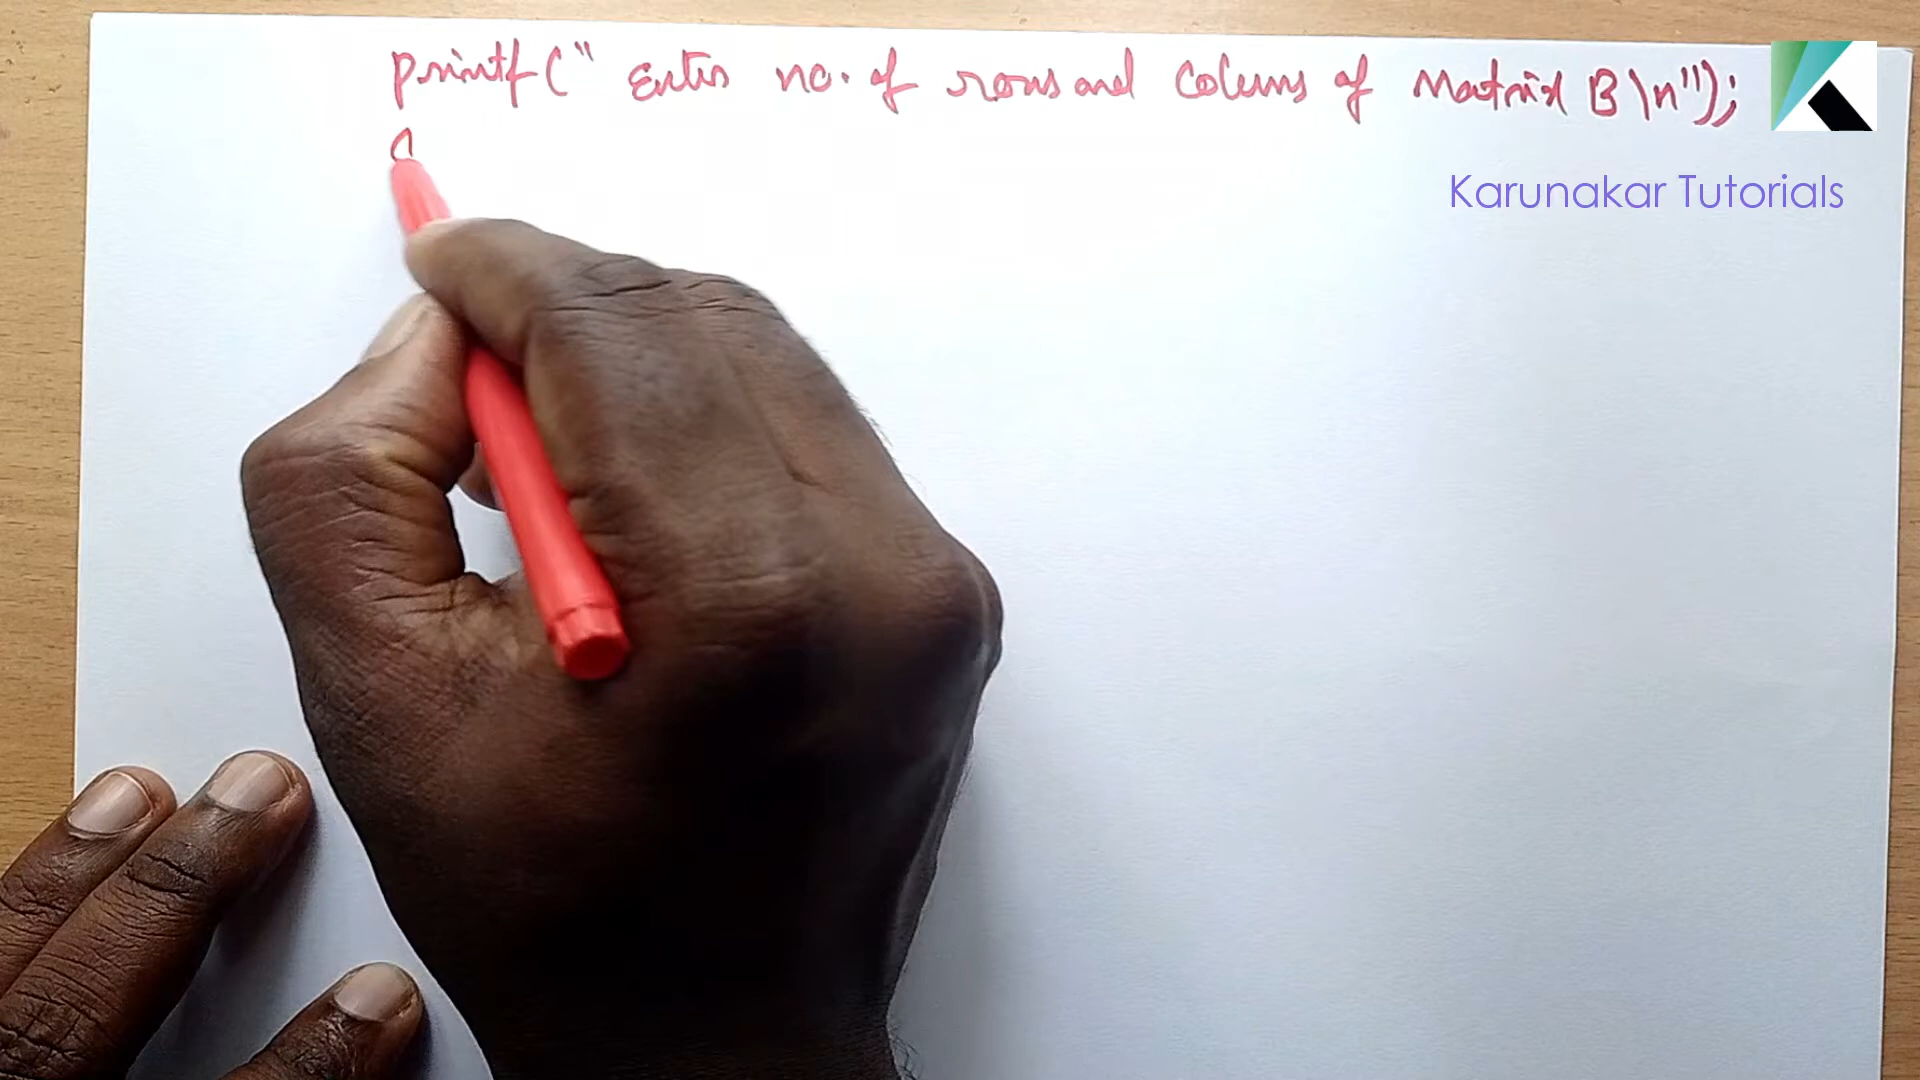 printf(" Enter no. of rows and Colums of Matrix B \n");
Karunakar Tutorials